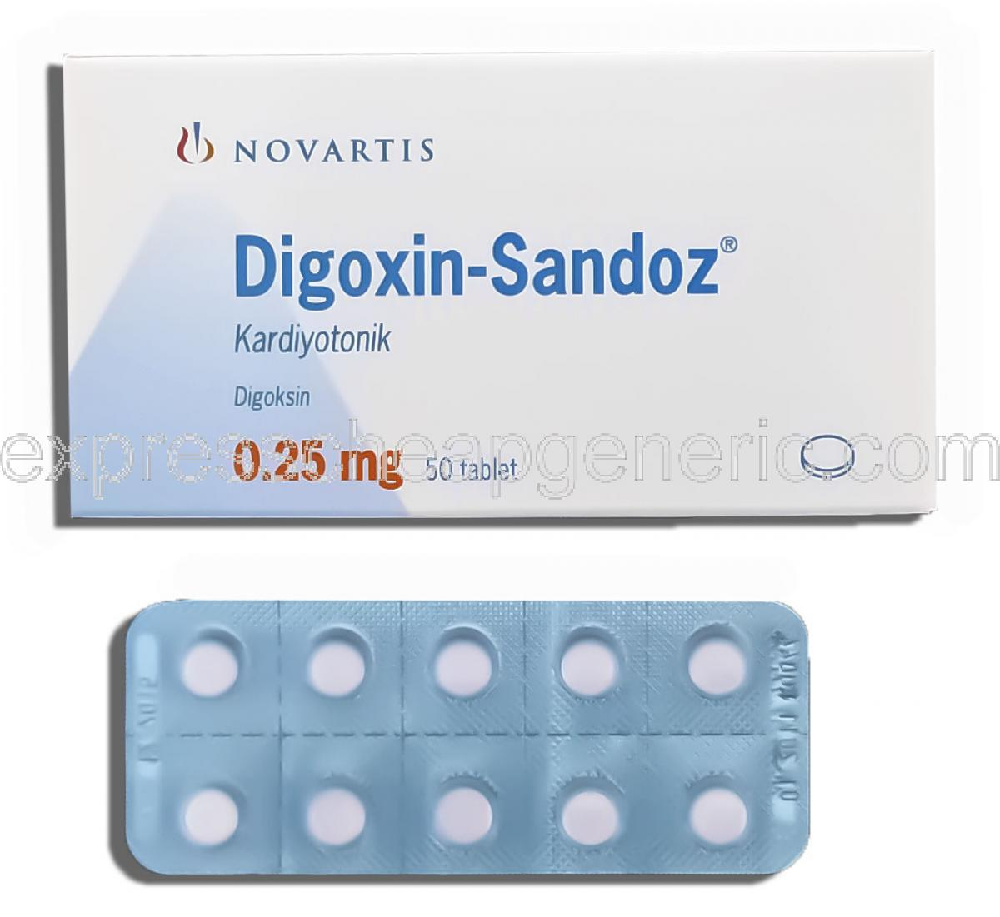 NOVARTIS
Digoxin-Sandoz®
Kardiyotonik
Digoksin
0.25 mg 50 tablet
expresscheapgeneric.com